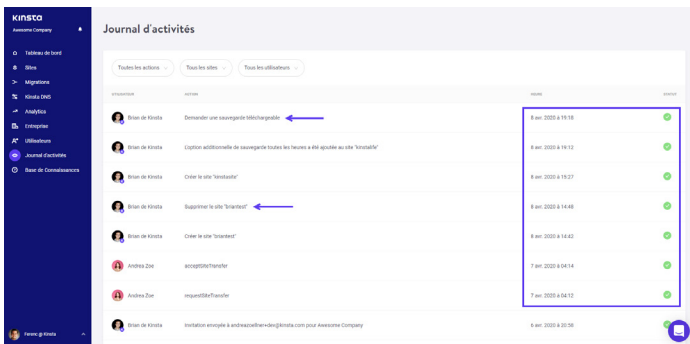 KINSTA
Awesome Company
Tableau de bord
Sites
Migrations
Kinsta DNS
Analytics
Entreprise
Utilisateurs
Journal d'activités
Base de Connaissances
Ferenc @ Kinsta
Journal d'activités
Toutes les actions
Tous les sites
Tous les utilisateurs
UTILISATEUR ACTION HEURE STATUT
Brian de Kinsta Demander une sauvegarde téléchargeable 8 avr. 2020 à 19:18
Brian de Kinsta L'option additionnelle de sauvegarde toutes les heures a été ajoutée au site "kinstalife" 8 avr. 2020 à 19:12
Brian de Kinsta Créer le site "kinstasite" 8 avr. 2020 à 19:27
Brian de Kinsta Supprimer le site "briantest" 8 avr. 2020 à 14:48
Brian de Kinsta Créer le site "briantest" 8 avr. 2020 à 14:42
Andrea Zoe acceptSiteTransfer 7 avr. 2020 à 04:14
Andrea Zoe requestSiteTransfer 7 avr. 2020 à 04:12
Brian de Kinsta Invitation envoyée à andreazoellner+dev@kinsta.com pour Awesome Company 6 avr. 2020 à 20:58